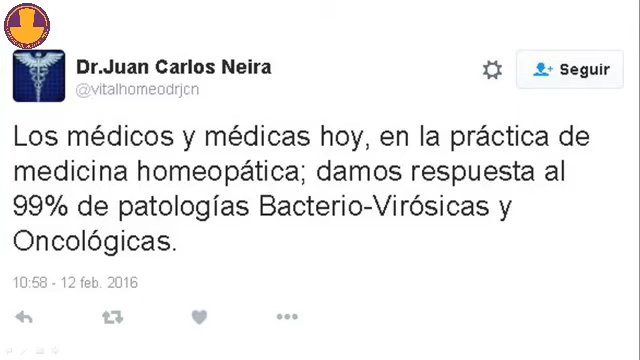 Dr.Juan Carlos Neira
@vitalhomeodrjcn
Seguir
Los médicos y médicas hoy, en la práctica de
medicina homeopática; damos respuesta al
99% de patologías Bacterio-Virósicas y
Oncológicas.
10:58 - 12 feb. 2016